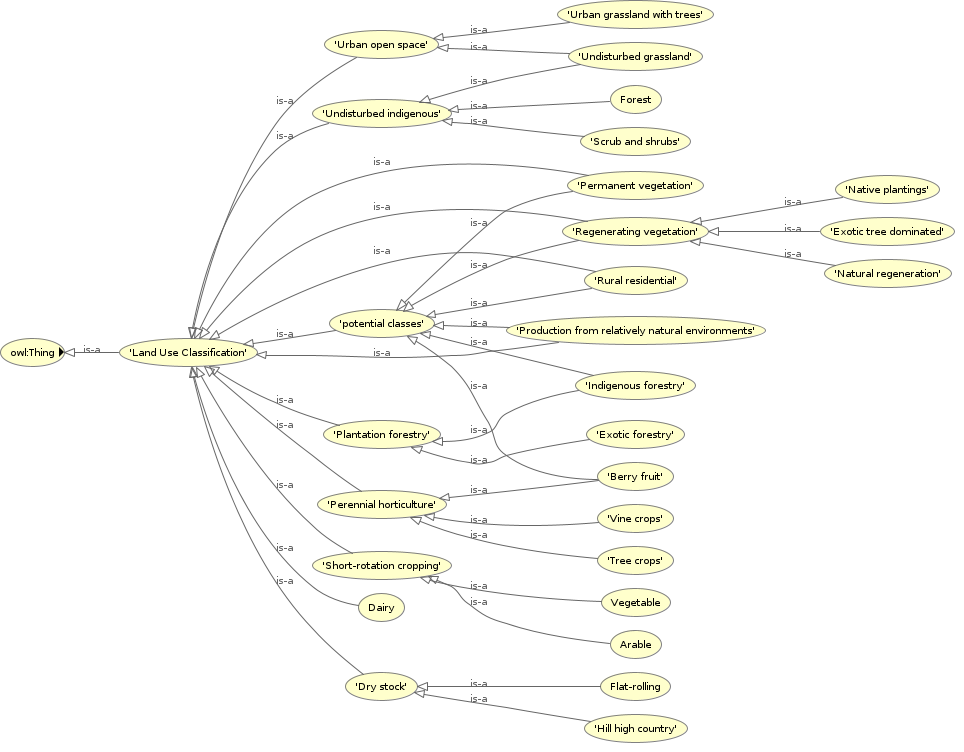 'Urban grassland with trees'
is-a
'Urban open space'
is-a
'Undisturbed grassland'
is-a
is-a
Forest
is-a
'Undisturbed indigenous'
is-a
is-a
'Scrub and shrubs'
is-a
'Permanent vegetation'
'Native plantings'
is-a
is-a
is-a
'Regenerating vegetation'
is-a
'Exotic tree dominated'
is-a
is-a
is-a
'Natural regeneration'
'Rural residential'
is-a
'potential classes'
is-a
'Production from relatively natural environments'
is-a
is-a
owl:Thing
is-a
'Land Use Classification'
is-a
'Indigenous forestry'
is-a
is-a
is-a
'Plantation forestry'
'Exotic forestry'
is-a
is-a
'Berry fruit'
is-a
is-a
'Perennial horticulture'
is-a
'Vine crops'
is-a
is-a
'Tree crops'
'Short-rotation cropping'
is-a
is-a
Dairy
is-a
Vegetable
Arable
'Dry stock'
is-a
Flat-rolling
is-a
'Hill high country'